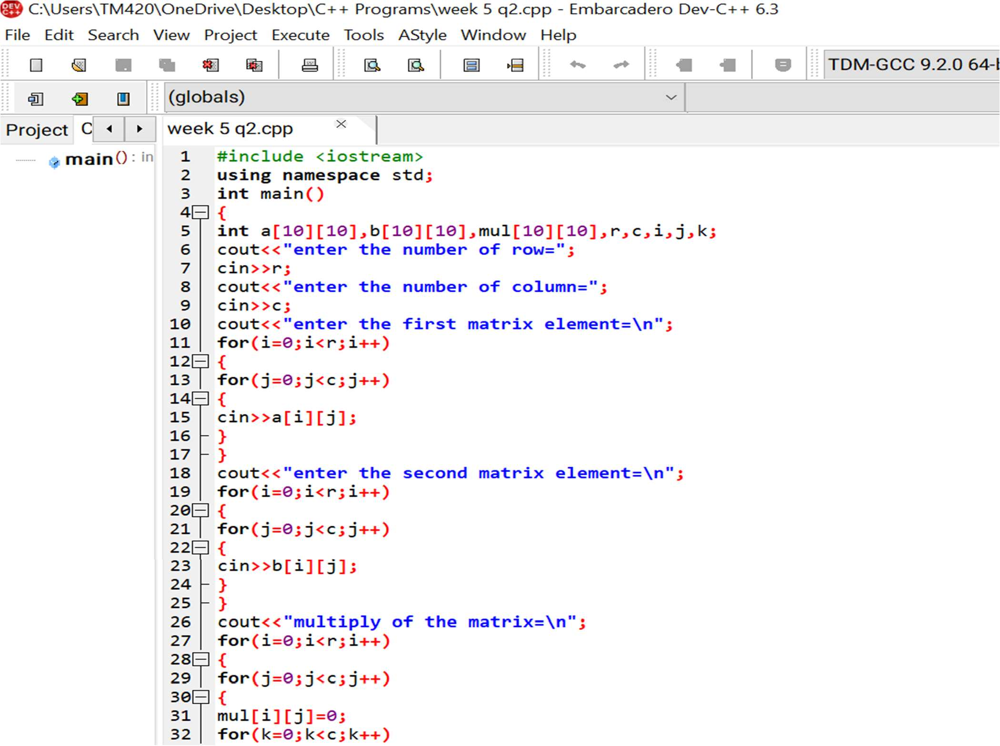 DEV C++ C:\Users\TM420\OneDrive\Desktop\C++ Programs\week 5 q2.cpp - Embarcadero Dev-C++ 6.3
File Edit Search View Project Execute Tools AStyle Window Help
TDM-GCC 9.2.0 64-
(globals)
Project C week 5 q2.cpp
main() : in
1 #include <iostream>
2 using namespace std;
3 int main()
4 {
5 int a[10][10],b[10][10],mul[10][10],r,c,i,j,k;
6 cout<<"enter the number of row=";
7 cin>>r;
8 cout<<"enter the number of column=";
9 cin>>c;
10 cout<<"enter the first matrix element=\n";
11 for(i=0;i<r;i++)
12 {
13 for(j=0;j<c;j++)
14 {
15 cin>>a[i][j];
16 }
17 }
18 cout<<"enter the second matrix element=\n";
19 for(i=0;i<r;i++)
20 {
21 for(j=0;j<c;j++)
22 {
23 cin>>b[i][j];
24 }
25 }
26 cout<<"multiply of the matrix=\n";
27 for(i=0;i<r;i++)
28 {
29 for(j=0;j<c;j++)
30 {
31 mul[i][j]=0;
32 for(k=0;k<c;k++)